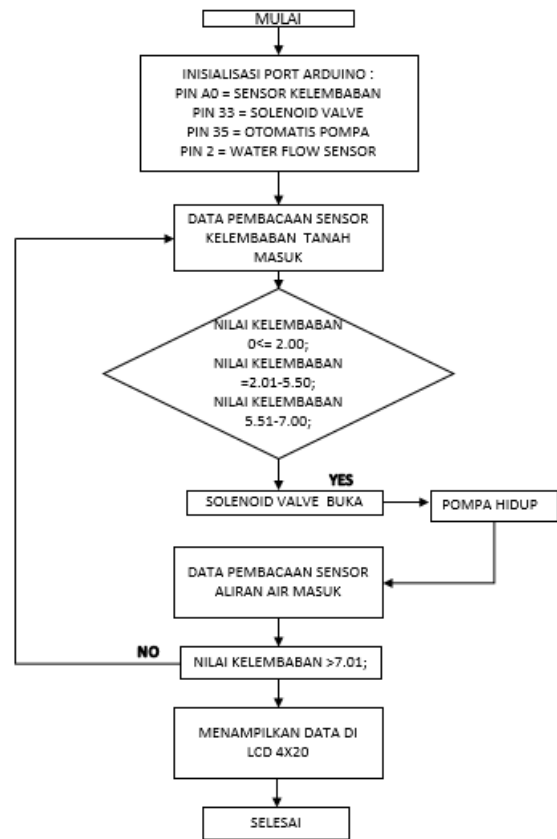 MULAI
INISIALISASI PORT ARDUINO :
PIN A0 = SENSOR KELEMBABAN
PIN 33 = SOLENOID VALVE
PIN 35 = OTOMATIS POMPA
PIN 2 = WATER FLOW SENSOR
DATA PEMBACAAN SENSOR
KELEMBABAN TANAH
MASUK
NILAI KELEMBABAN
0<= 2.00;
NILAI KELEMBABAN
=2.01-5.50;
NILAI KELEMBABAN
5.51-7.00;
YES
SOLENOID VALVE BUKA
POMPA HIDUP
DATA PEMBACAAN SENSOR
ALIRAN AIR MASUK
NO
NILAI KELEMBABAN >7.01;
MENAMPILKAN DATA DI
LCD 4X20
SELESAI